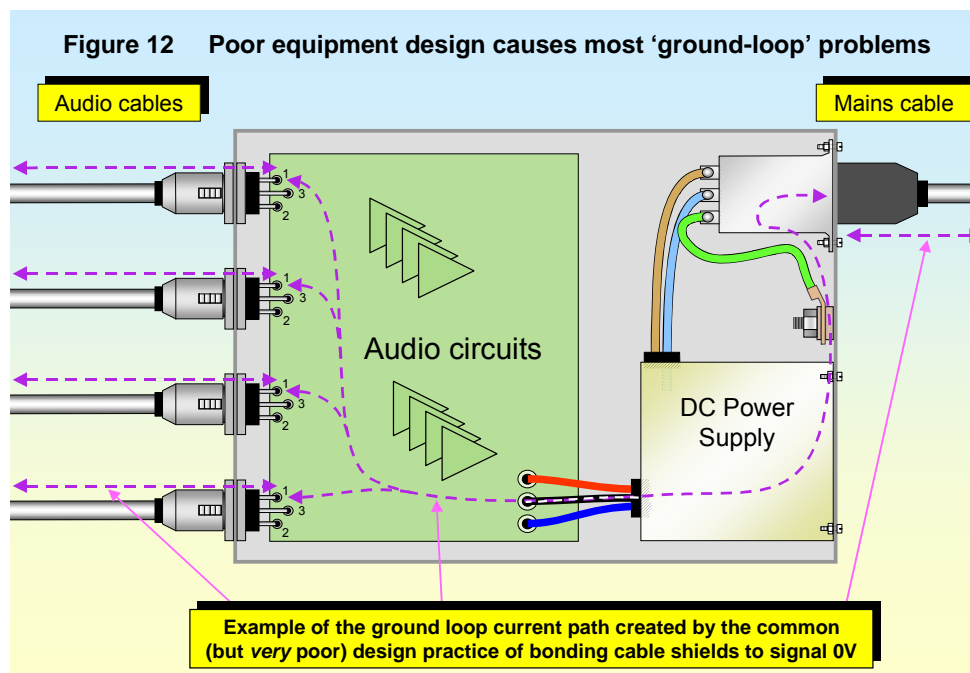 Figure 12 Poor equipment design causes most ‘ground-loop’ problems
Audio cables
Mains cable
1
3
2
1
3
2
Audio circuits
1
3
2
DC Power
Supply
1
3
2
Example of the ground loop current path created by the common
(but very poor) design practice of bonding cable shields to signal 0V